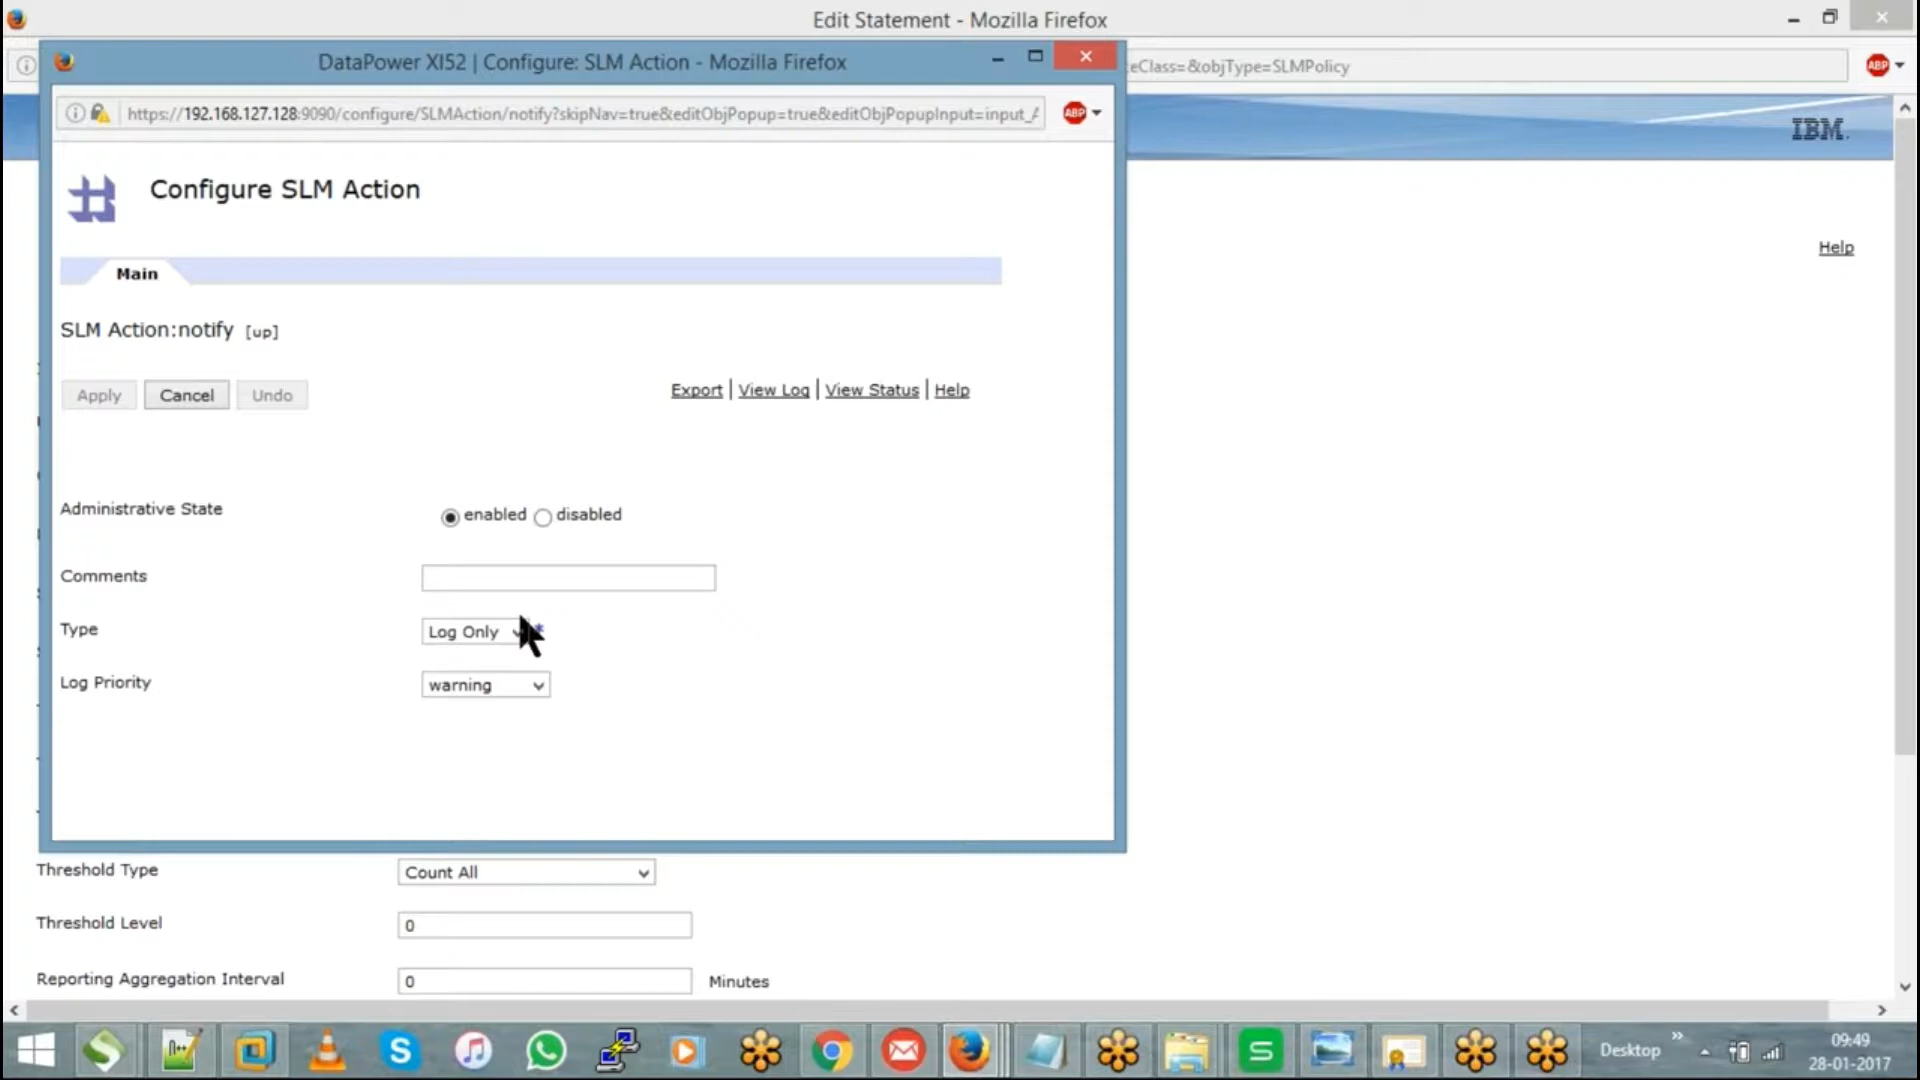 Edit Statement - Mozilla Firefox
DataPower XI52 | Configure: SLM Action - Mozilla Firefox
eClass=&objType=SLMPolicy
ABP
https://192.168.127.128:9090/configure/SLMAction/notify?skipNav=true&editObjPopup=true&editObjPopupInput=input_
ABP
IBM.
Configure SLM Action
Help
Main
SLM Action:notify [up]
Apply Cancel Undo
Export | View Log | View Status | Help
Administrative State
enabled disabled
Comments
Type
Log Only *
Log Priority
warning
Threshold Type
Count All
Threshold Level
0
Reporting Aggregation Interval
0
Minutes
Desktop
09:49
28-01-2017